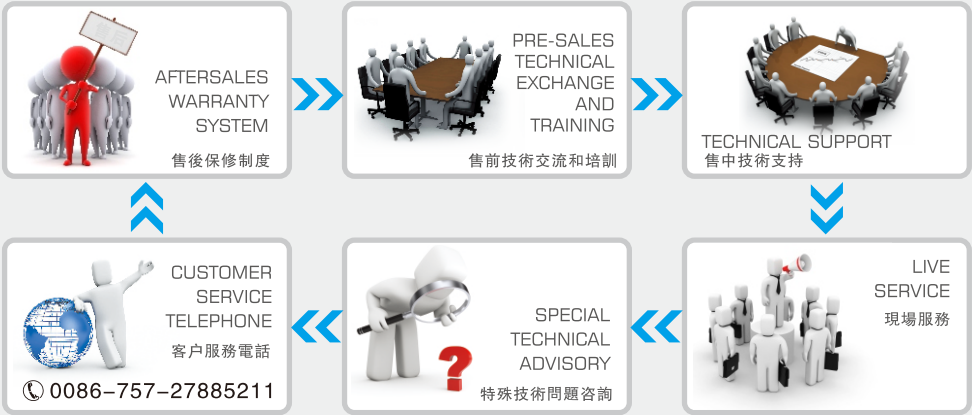 AFTERSALES
WARRANTY
SYSTEM
售後保修制度
PRE-SALES
TECHNICAL
EXCHANGE
AND
TRAINING
售前技術交流和培訓
TECHNICAL SUPPORT
售中技術支持
LIVE
SERVICE
現場服務
SPECIAL
TECHNICAL
ADVISORY
特殊技術問題咨詢
CUSTOMER
SERVICE
TELEPHONE
客户服務電話
0086-757-27885211